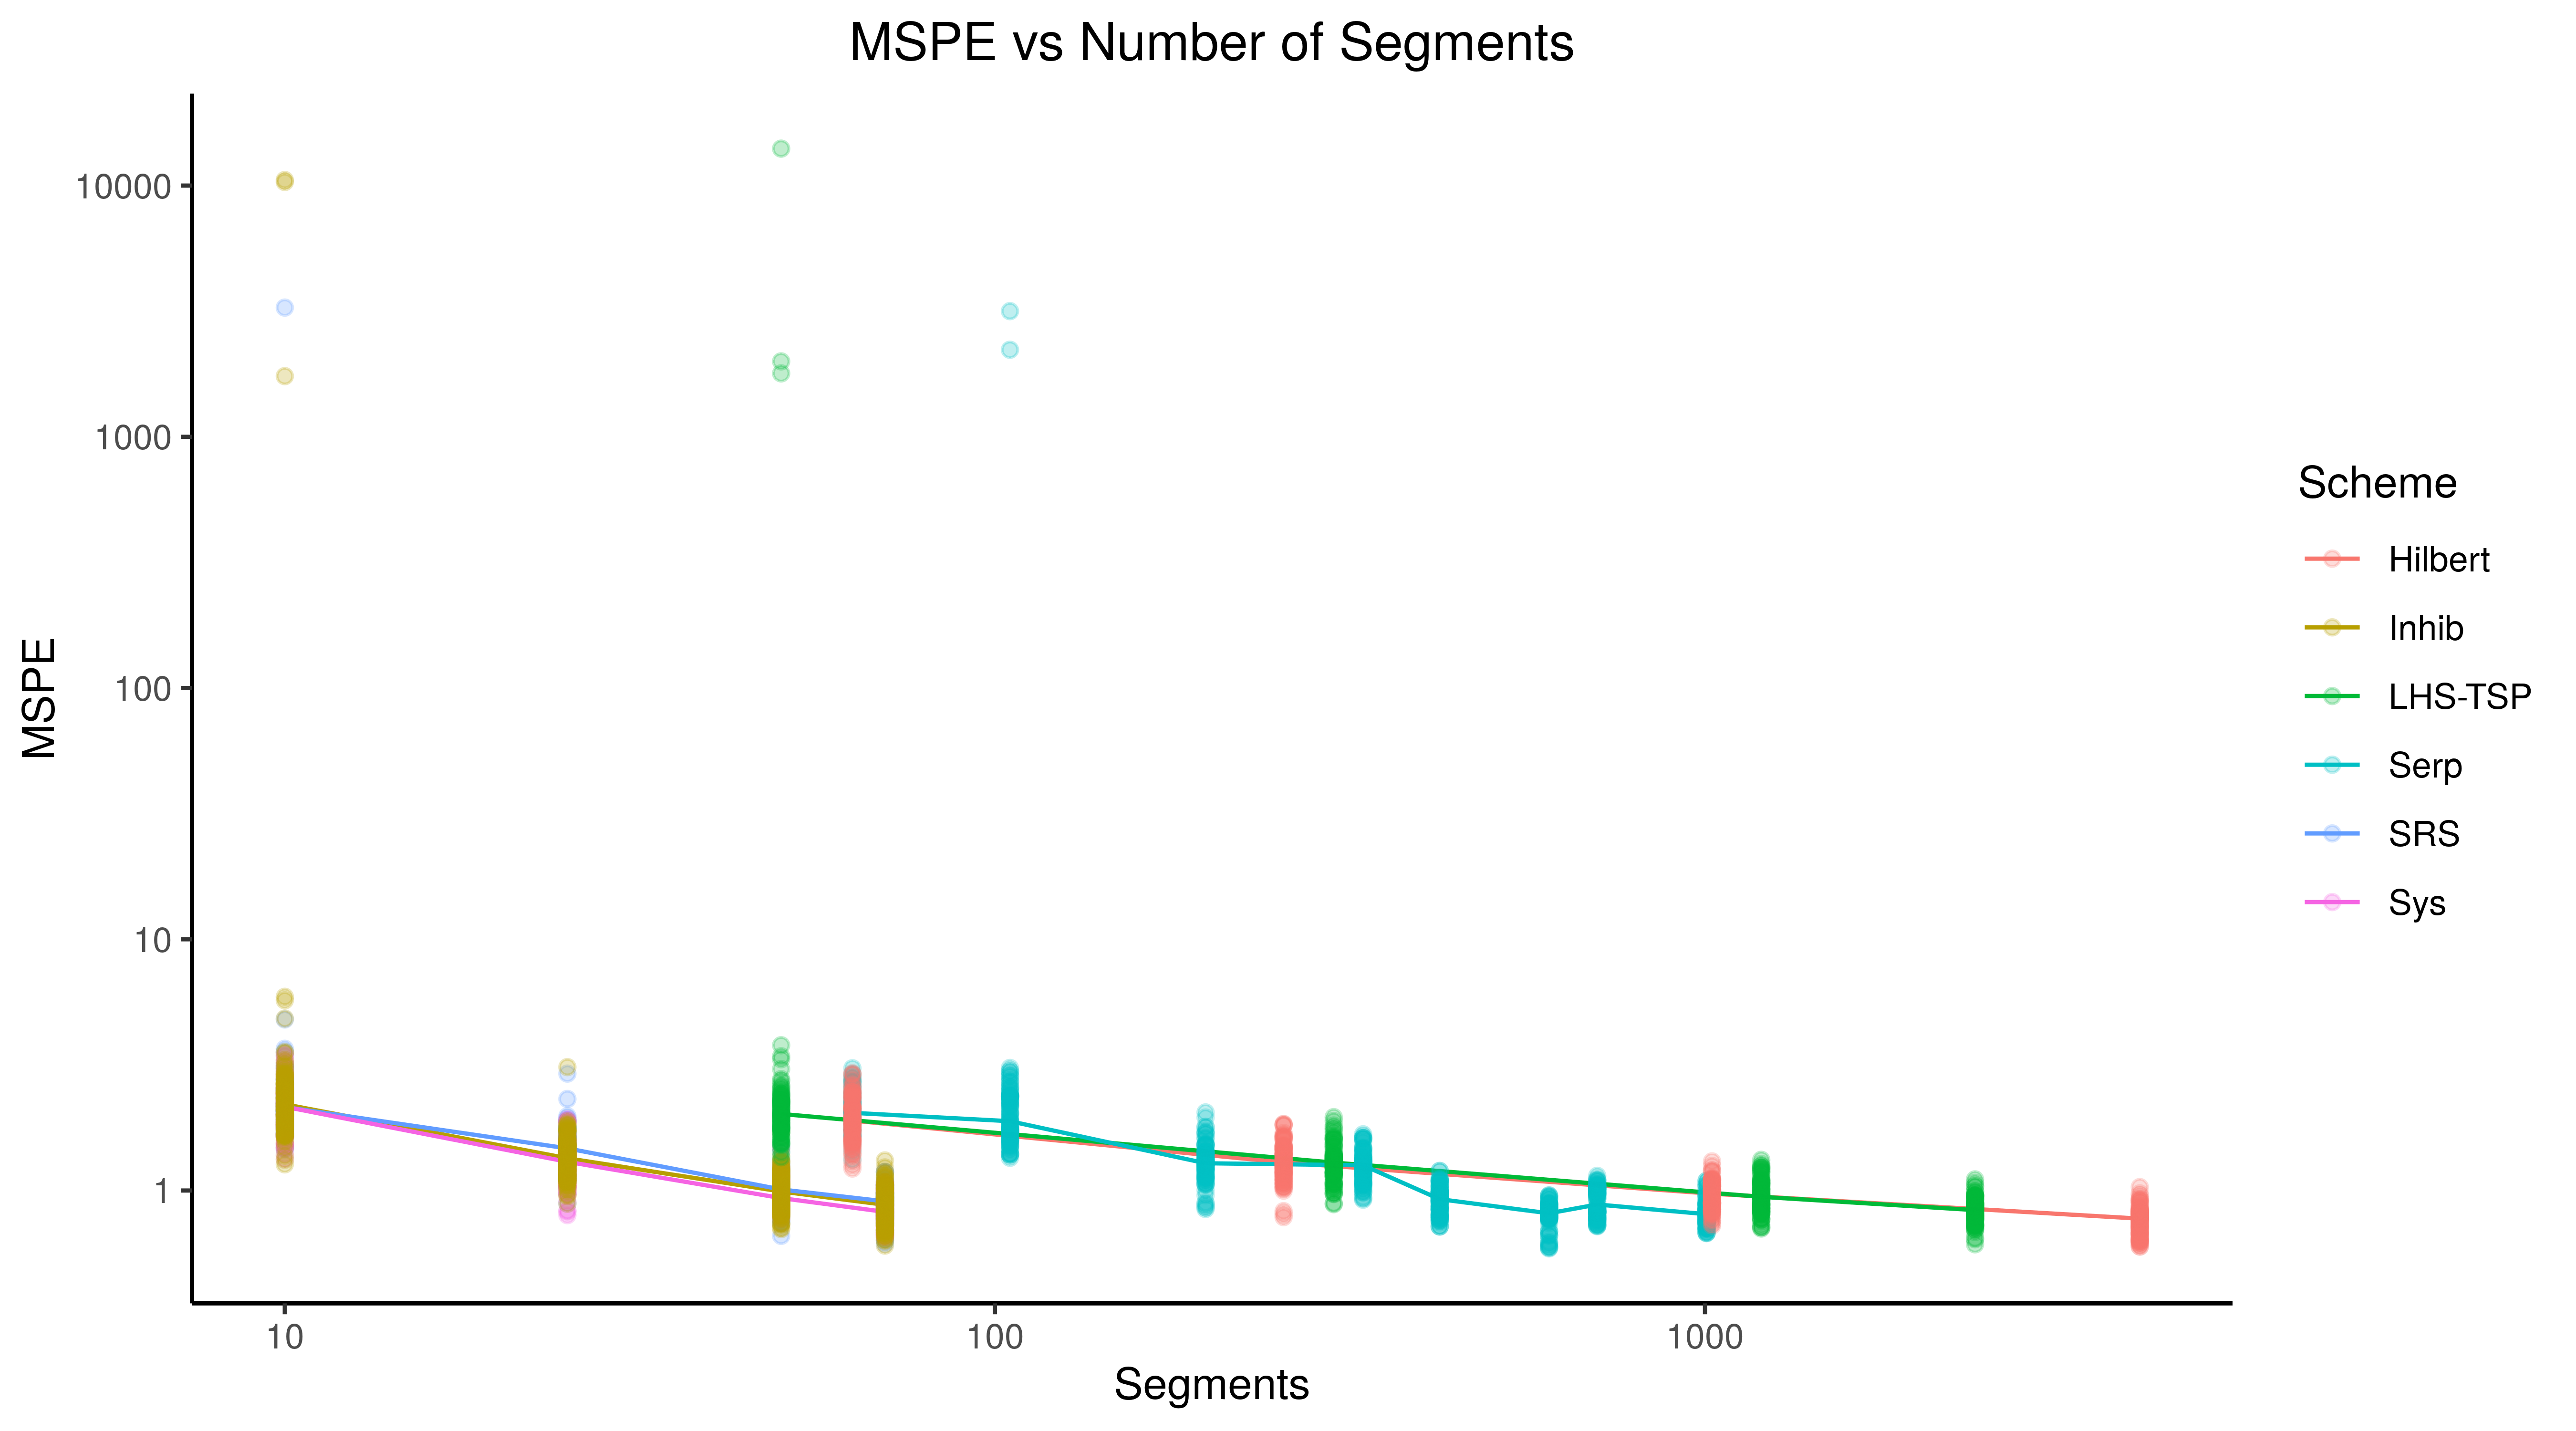 MSPE vs Number of Segments
10000
1000
100
10
1
MSPE
10
100
1000
Segments
Scheme
Hilbert
Inhib
LHS-TSP
Serp
SRS
Sys